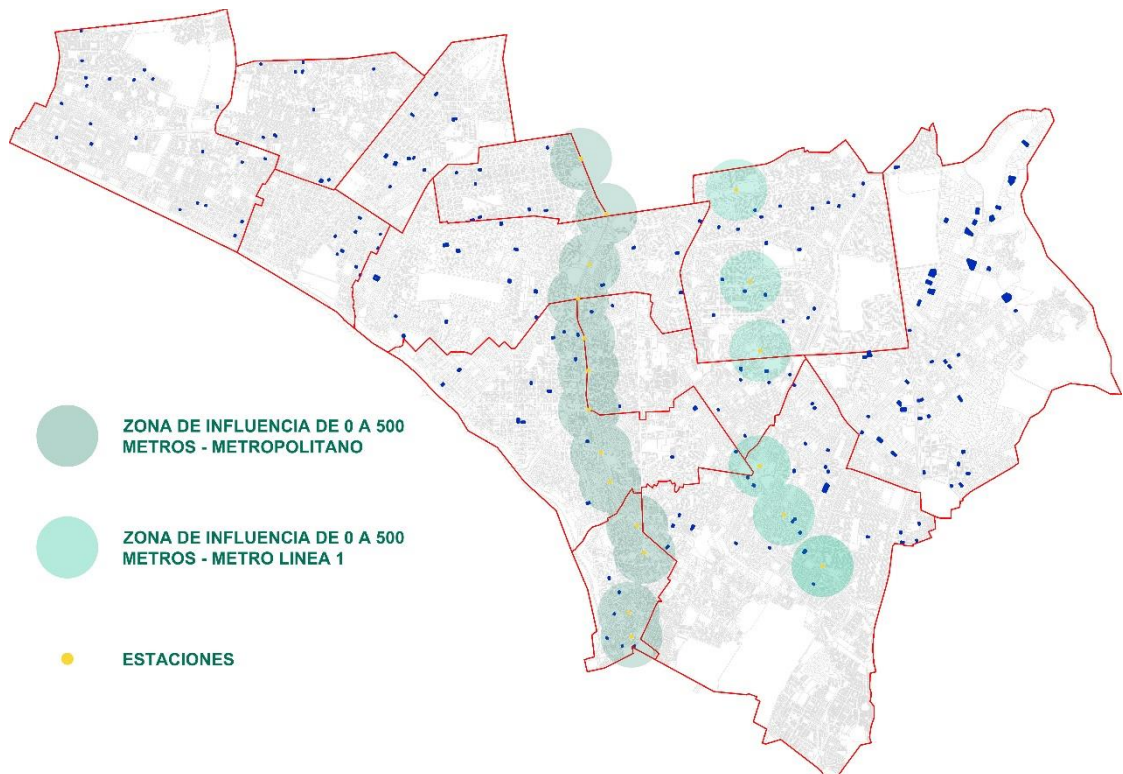 ZONA DE INFLUENCIA DE 0 A 500
METROS - METROPOLITANO
ZONA DE INFLUENCIA DE 0 A 500
METROS - METRO LINEA 1
ESTACIONES